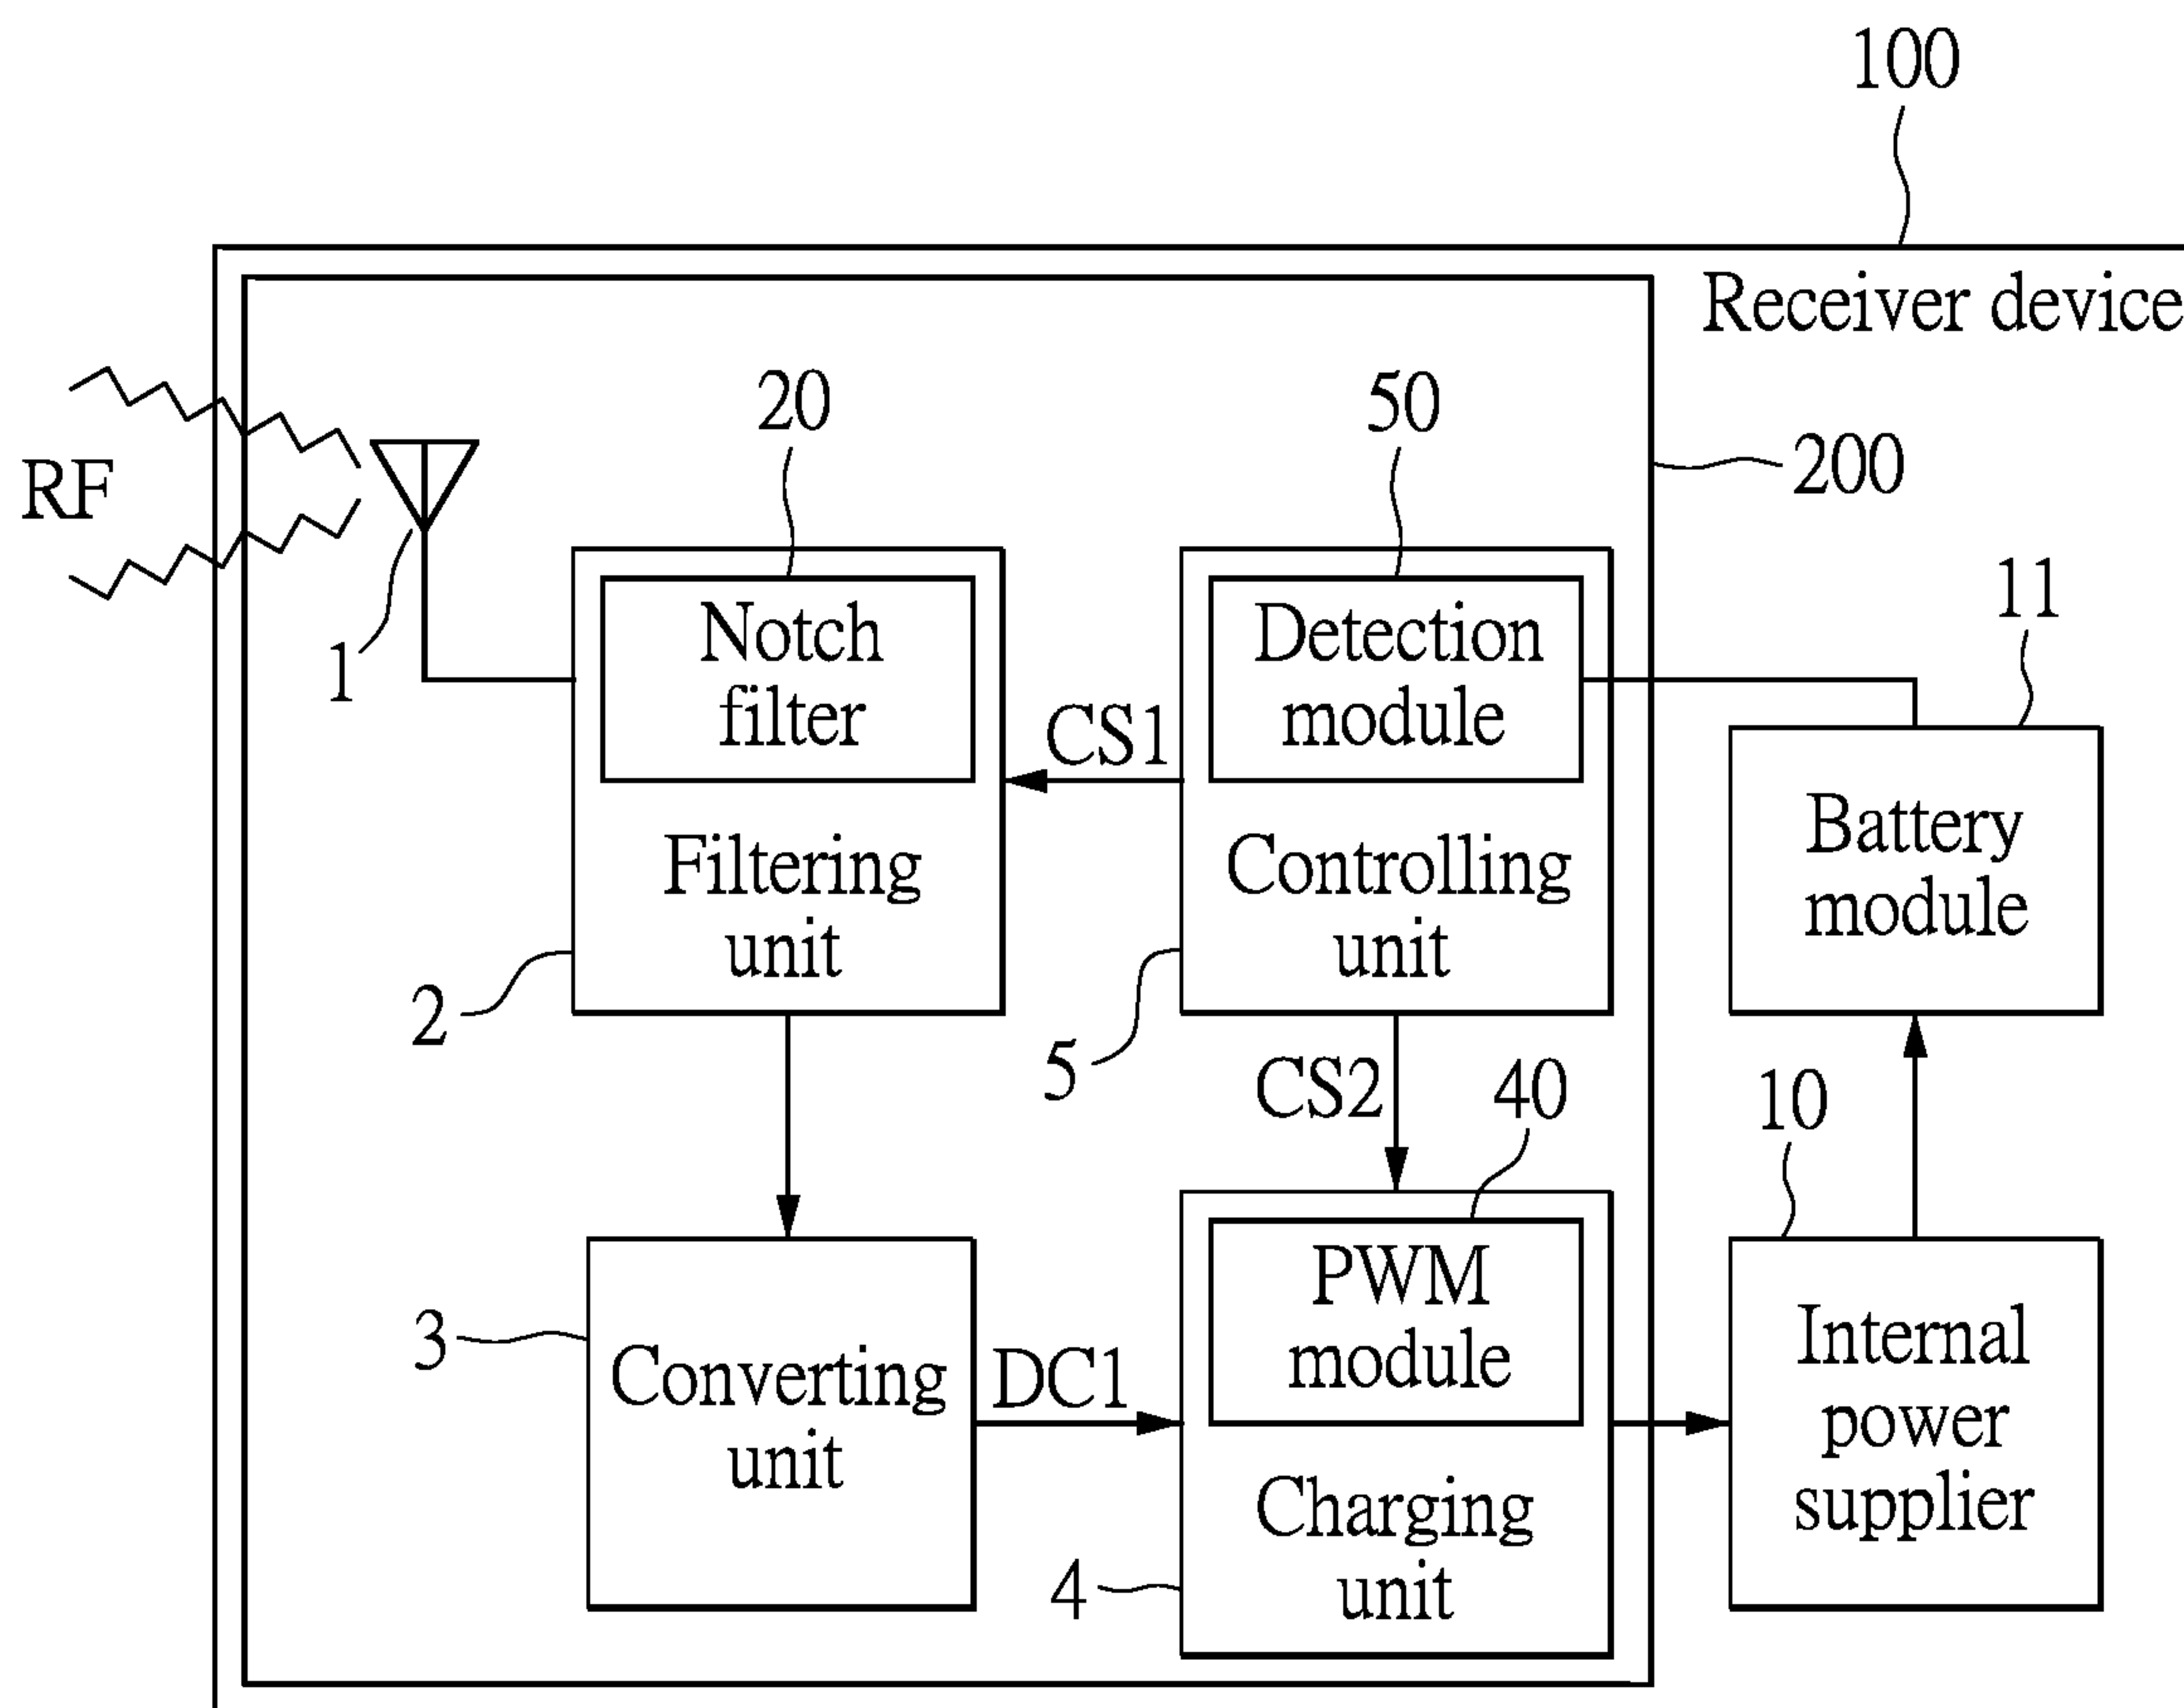 100
Receiver device
20
50
RF
200
11
1
Notch
filter
Detection
module
CS1
Battery
module
Filtering
unit
Controlling
unit
2
5
CS2
40
10
PWM
module
3
Converting
unit
DC1
Internal
power
supplier
Charging
unit
4